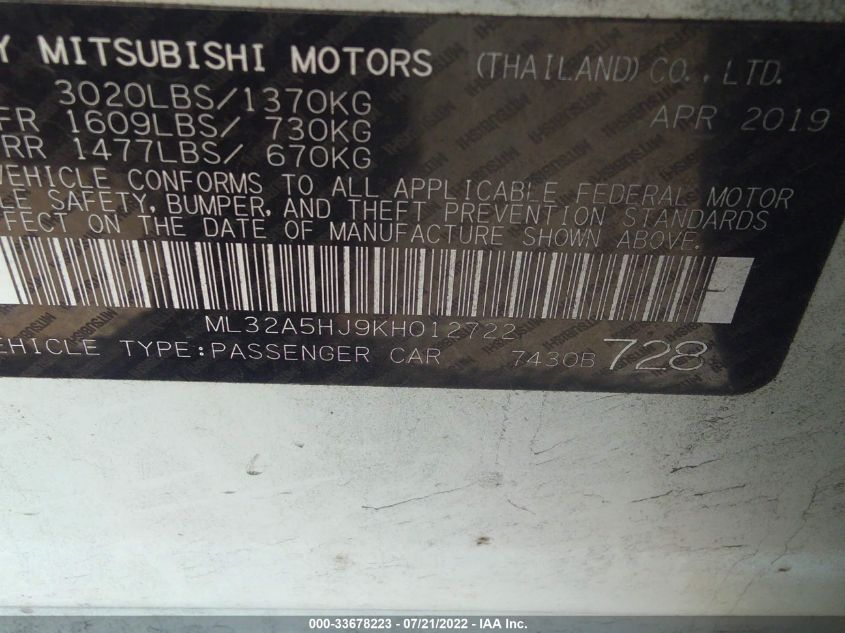 Y MITSUBISHI MOTORS (THAILAND) CO., LTD.
3020LBS/1370KG APR 2019
FR 1609LBS/ 730KG
RR 1477LBS/ 670KG
VEHICLE CONFORMS TO ALL APPLICABLE FEDERAL MOTOR
LE SAFETY, BUMPER, AND THEFT PREVENTION STANDARDS
FFECT ON THE DATE OF MANUFACTURE SHOWN ABOVE.
ML32A5HJ9KH012722
EHICLE TYPE:PASSENGER CAR 7430B 728
000-33678223 - 07/21/2022 - IAA Inc.